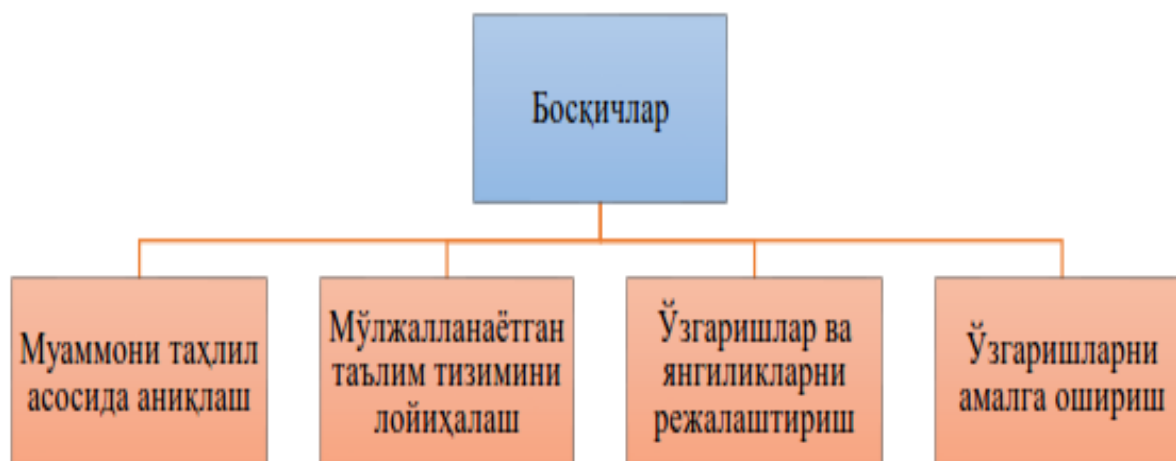 Босқичлар
Муаммони таҳлил
асосида аниқлаш
Мўлжалланаётган
таълим тизимини
лойиҳалаш
Ўзгаришлар ва
янгиликларни
режалаштириш
Ўзгаришларни
амалга ошириш